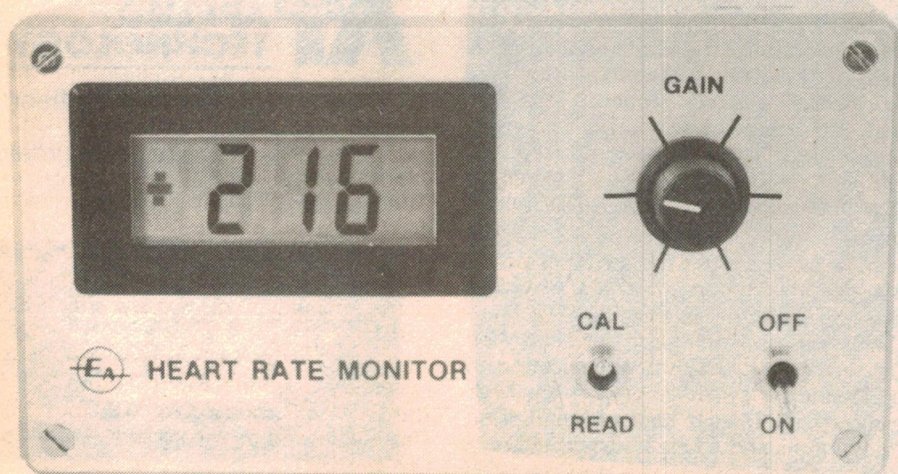 GAIN
+ 216
CAL OFF
EA HEART RATE MONITOR
READ ON